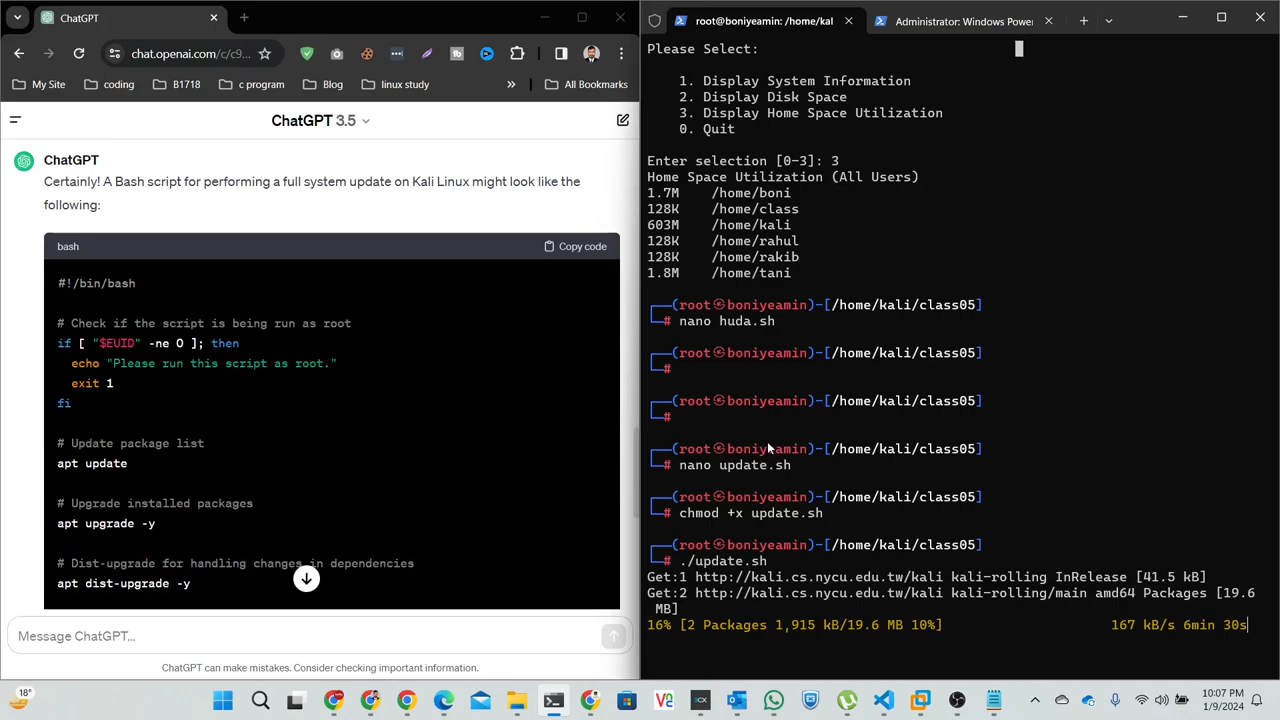 ChatGPT
chat.openai.com/c/c9
My Site
coding
B1718
c program
Blog
linux study
»
All Bookmarks
ChatGPT 3.5
ChatGPT
Certainly! A Bash script for performing a full system update on Kali Linux might look like the
following:
bash
Copy code
#!/bin/bash
# Check if the script is being run as root
if [ "$EUID" -ne 0 ]; then
echo "Please run this script as root."
exit 1
fi
# Update package list
apt update
# Upgrade installed packages
apt upgrade -y
# Dist-upgrade for handling changes in dependencies
apt dist-upgrade -y
Message ChatGPT...
ChatGPT can make mistakes. Consider checking important information.
root@boniyeamin: /home/kal
Administrator: Windows Power
Please Select:
1. Display System Information
2. Display Disk Space
3. Display Home Space Utilization
0. Quit
Enter selection [0-3]: 3
Home Space Utilization (All Users)
1.7M /home/boni
128K /home/class
603M /home/kali
128K /home/rahul
128K /home/rakib
1.8M /home/tani
┌──(root㉿boniyeamin)-[/home/kali/class05]
└─# nano huda.sh
┌──(root㉿boniyeamin)-[/home/kali/class05]
└─#
┌──(root㉿boniyeamin)-[/home/kali/class05]
└─#
┌──(root㉿boniyeamin)-[/home/kali/class05]
└─# nano update.sh
┌──(root㉿boniyeamin)-[/home/kali/class05]
└─# chmod +x update.sh
┌──(root㉿boniyeamin)-[/home/kali/class05]
└─# ./update.sh
Get:1 http://kali.cs.nycu.edu.tw/kali kali-rolling InRelease [41.5 kB]
Get:2 http://kali.cs.nycu.edu.tw/kali kali-rolling/main amd64 Packages [19.6
MB]
16% [2 Packages 1,915 kB/19.6 MB 10%] 167 kB/s 6min 30s
18°
10:07 PM
1/9/2024